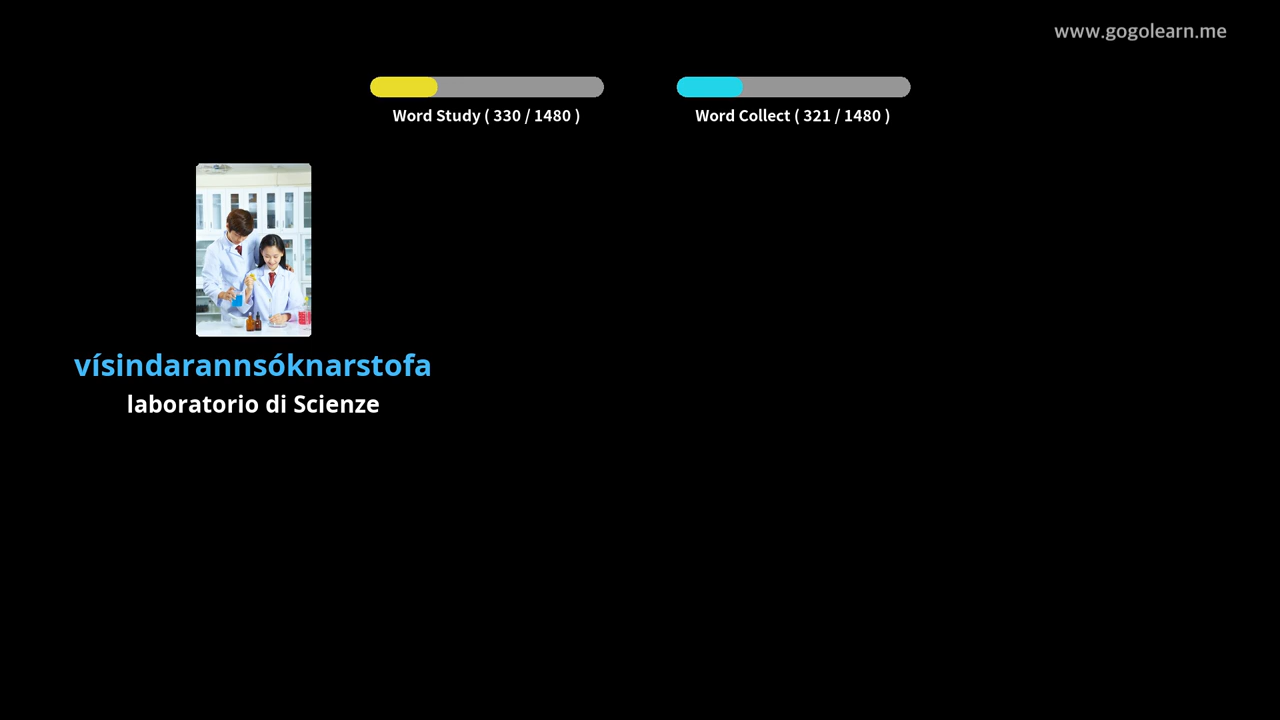 www.gogolearn.me
Word Study ( 330 / 1480 )
Word Collect ( 321 / 1480 )
vísindarannsóknarstofa
laboratorio di Scienze